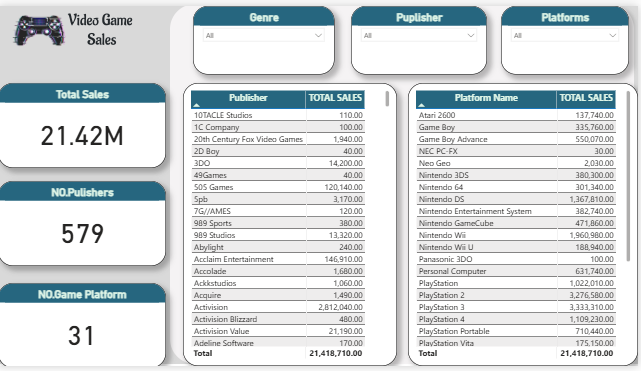 Video Game
Sales
Genre
All
Puplisher
All
Platforms
All
Total Sales
21.42M
NO.Pulishers
579
NO.Game Platform
31
Publisher TOTAL SALES
10TACLE Studios 110.00
1C Company 100.00
20th Century Fox Video Games 1,940.00
2D Boy 40.00
3DO 14,200.00
49Games 40.00
505 Games 120,140.00
5pb 3,170.00
7G//AMES 120.00
989 Sports 380.00
989 Studios 13,320.00
Abylight 240.00
Acclaim Entertainment 146,910.00
Accolade 1,680.00
Ackkstudios 1,060.00
Acquire 1,490.00
Activision 2,812,040.00
Activision Blizzard 480.00
Activision Value 21,190.00
Adeline Software 170.00
Total 21,418,710.00
Platform Name TOTAL SALES
Atari 2600 137,740.00
Game Boy 335,760.00
Game Boy Advance 550,070.00
NEC PC-FX 30.00
Neo Geo 2,030.00
Nintendo 3DS 380,300.00
Nintendo 64 301,340.00
Nintendo DS 1,367,810.00
Nintendo Entertainment System 382,740.00
Nintendo GameCube 471,860.00
Nintendo Wii 1,960,980.00
Nintendo Wii U 188,940.00
Panasonic 3DO 100.00
Personal Computer 631,740.00
PlayStation 1,022,010.00
PlayStation 2 3,276,580.00
PlayStation 3 3,333,310.00
PlayStation 4 1,109,230.00
PlayStation Portable 710,440.00
PlayStation Vita 175,150.00
Total 21,418,710.00